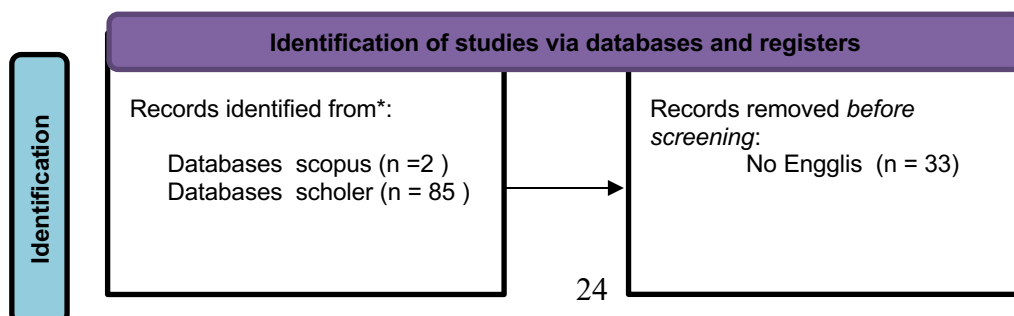 Identification of studies via databases and registers
Identification
Records identified from*:
Databases scopus (n =2 )
Databases scholer (n = 85 )
Records removed before
screening:
No Engglis (n = 33)
24